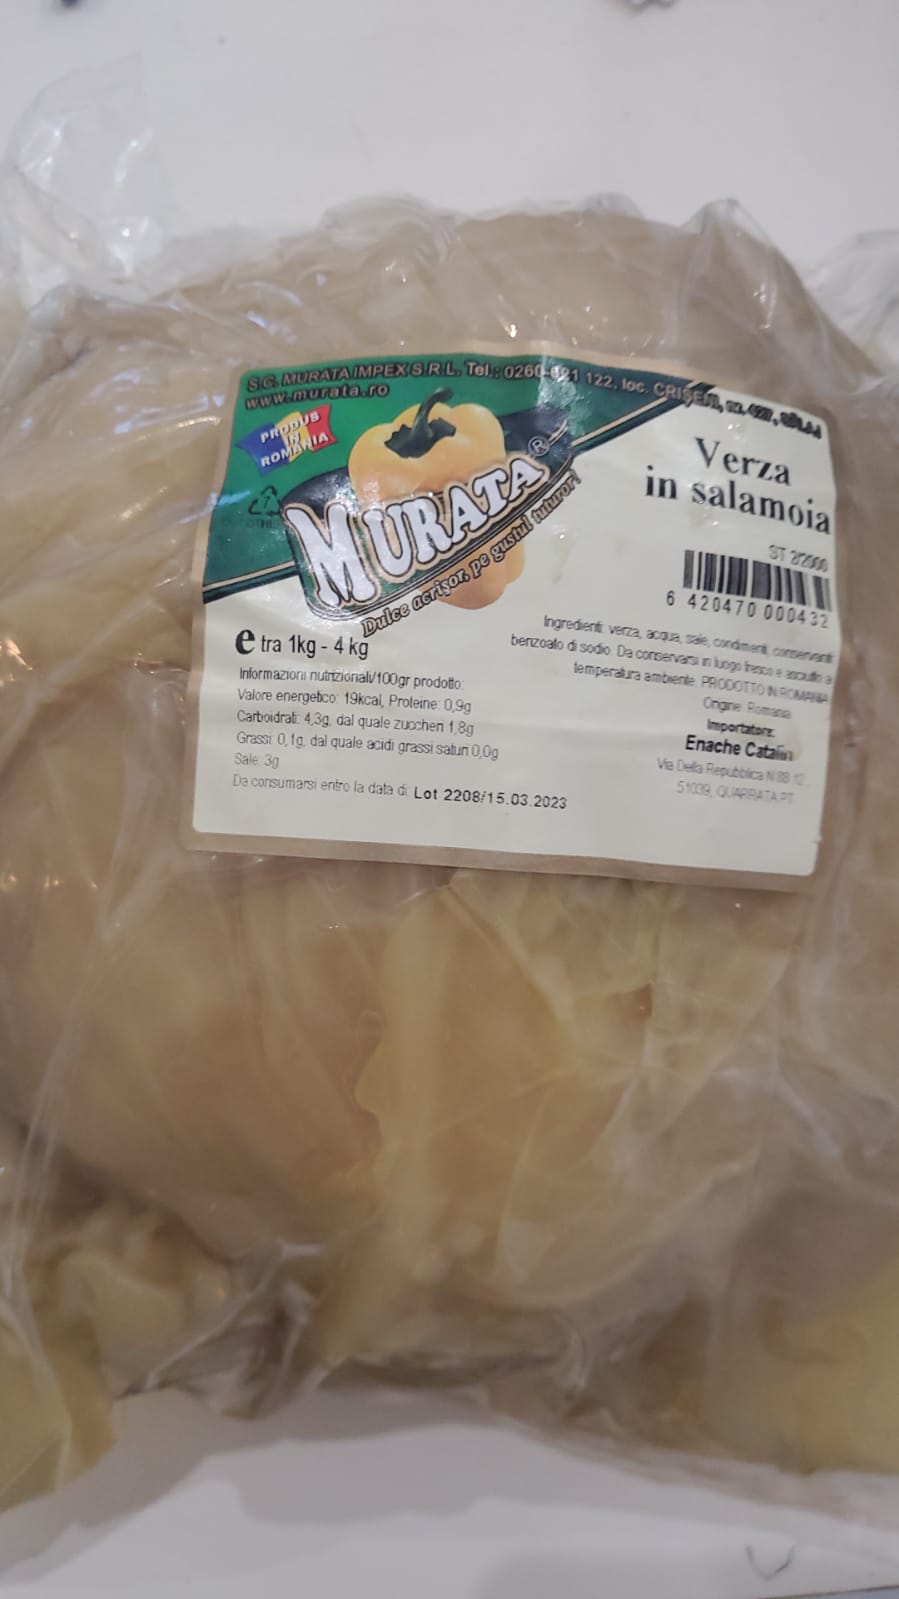 S.C. MURATA IMPEX S.R.L. Tel.: 0260 122. loc. CRIȘENI,
www.murata.ro
PRODUS
IN
ROMANIA
MURATA®
Dulce acrișor, pe gustul tuturor!
Verza
in salamoia
ST 2/2000
6 420470 000432
e tra 1kg - 4 kg
Informazioni nutrizionali/100gr prodotto:
Valore energetico: 19kcal, Proteine: 0,9g
Carboidrati: 4,3g, dal quale zuccheri 1,8g
Grassi: 0,1g, dal quale acidi grassi saturi 0,0g
Sale: 3g
Da consumarsi entro la data di: Lot 2208/15.03.2023
Ingredienti: verza, acqua, sale, condimenti, conservanti
benzoato di sodio. Da conservarsi in luogo fresco e asciutto a
temperatura ambiente. PRODOTTO IN ROMANIA
Origine: Romania
Importatore:
Enache Catalin
Via Della Repubblica N 88 12
51039, QUARRATA PT